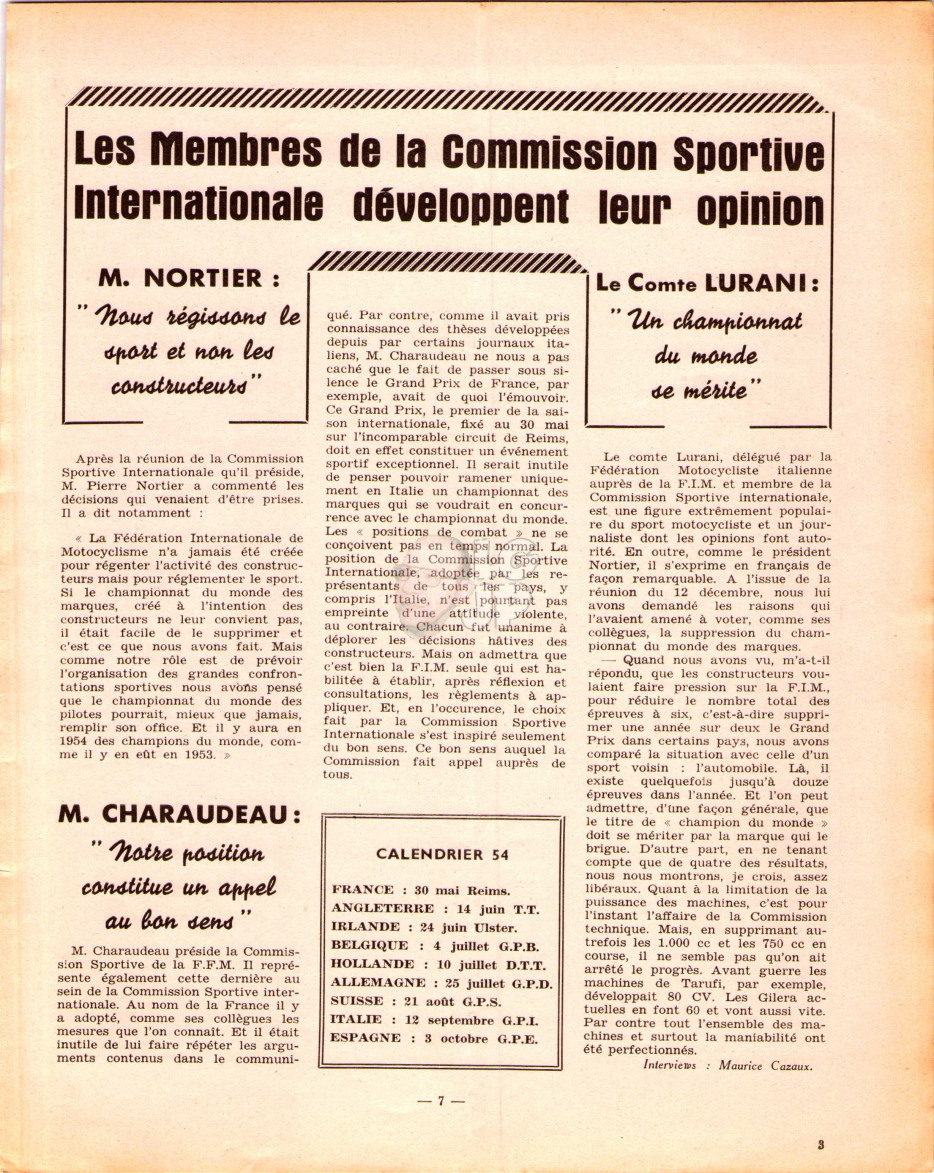 Les Membres de la Commission Sportive
Internationale développent leur opinion
M. NORTIER :
" Nous régissons le
sport et non les
constructeurs "
Après la réunion de la Commission
Sportive Internationale qu'il préside,
M. Pierre Nortier a commenté les
décisions qui venaient d'être prises.
Il a dit notamment :
« La Fédération Internationale de
Motocyclisme n'a jamais été créée
pour régenter l'activité des construc-
teurs mais pour réglementer le sport.
Si le championnat du monde des
marques, créé à l'intention des
constructeurs ne leur convient pas,
il était facile de le supprimer et
c'est ce que nous avons fait. Mais
comme notre rôle est de prévoir
l'organisation des grandes confron-
tations sportives nous avons pensé
que le championnat du monde des
pilotes pourrait, mieux que jamais,
remplir son office. Et il y aura en
1954 des champions du monde, com-
me il y en eût en 1953. »
M. CHARAUDEAU :
" Notre position
constitue un appel
au bon sens "
M. Charaudeau préside la Commis-
sion Sportive de la F.F.M. Il repré-
sente également cette dernière au
sein de la Commission Sportive inter-
nationale. Au nom de la France il y
a adopté, comme ses collègues les
mesures que l'on connaît. Et il était
inutile de lui faire répéter les argu-
ments contenus dans le communi-
qué. Par contre, comme il avait pris
connaissance des thèses développées
depuis par certains journaux ita-
liens, M. Charaudeau ne nous a pas
caché que le fait de passer sous si-
lence le Grand Prix de France, par
exemple, avait de quoi l'émouvoir.
Ce Grand Prix, le premier de la sai-
son internationale, fixé au 30 mai
sur l'incomparable circuit de Reims,
doit en effet constituer un événement
sportif exceptionnel. Il serait inutile
de penser pouvoir ramener unique-
ment en Italie un championnat des
marques qui se voudrait en concur-
rence avec le championnat du monde.
Les « positions de combat » ne se
conçoivent pas en temps normal. La
position de la Commission Sportive
Internationale, adoptée par les re-
présentants de tous les pays, y
compris l'Italie, n'est pourtant pas
empreinte d'une attitude violente,
au contraire. Chacun fut unanime à
déplorer les décisions hâtives des
constructeurs. Mais on admettra que
c'est bien la F.I.M. seule qui est ha-
bilitée à établir, après réflexion et
consultations, les règlements à ap-
pliquer. Et, en l'occurence, le choix
fait par la Commission Sportive
Internationale s'est inspiré seulement
du bon sens. Ce bon sens auquel la
Commission fait appel auprès de
tous.
CALENDRIER 54
FRANCE : 30 mai Reims.
ANGLETERRE : 14 juin T.T.
IRLANDE : 24 juin Ulster.
BELGIQUE : 4 juillet G.P.B.
HOLLANDE : 10 juillet D.T.T.
ALLEMAGNE : 25 juillet G.P.D.
SUISSE : 21 août G.P.S.
ITALIE : 12 septembre G.P.I.
ESPAGNE : 3 octobre G.P.E.
Le Comte LURANI :
" Un championnat
du monde
se mérite "
Le comte Lurani, délégué par la
Fédération Motocycliste italienne
auprès de la F.I.M. et membre de la
Commission Sportive internationale,
est une figure extrêmement populai-
re du sport motocycliste et un jour-
naliste dont les opinions font auto-
rité. En outre, comme le président
Nortier, il s'exprime en français de
façon remarquable. A l'issue de la
réunion du 12 décembre, nous lui
avons demandé les raisons qui
l'avaient amené à voter, comme ses
collègues, la suppression du cham-
pionnat du monde des marques.
— Quand nous avons vu, m'a-t-il
répondu, que les constructeurs vou-
laient faire pression sur la F.I.M.,
pour réduire le nombre total des
épreuves à six, c'est-à-dire suppri-
mer une année sur deux le Grand
Prix dans certains pays, nous avons
comparé la situation avec celle d'un
sport voisin : l'automobile. Là, il
existe quelquefois jusqu'à douze
épreuves dans l'année. Et l'on peut
admettre, d'une façon générale, que
le titre de « champion du monde »
doit se mériter par la marque qui le
brigue. D'autre part, en ne tenant
compte que de quatre des résultats,
nous nous montrons, je crois, assez
libéraux. Quant à la limitation de la
puissance des machines, c'est pour
l'instant l'affaire de la Commission
technique. Mais, en supprimant au-
trefois les 1.000 cc et les 750 cc en
course, il ne semble pas qu'on ait
arrêté le progrès. Avant guerre les
machines de Tarufi, par exemple,
développait 80 CV. Les Gilera ac-
tuelles en font 60 et vont aussi vite.
Par contre tout l'ensemble des ma-
chines et surtout la maniabilité ont
été perfectionnés.
Interviews : Maurice Cazaux.
— 7 —
3